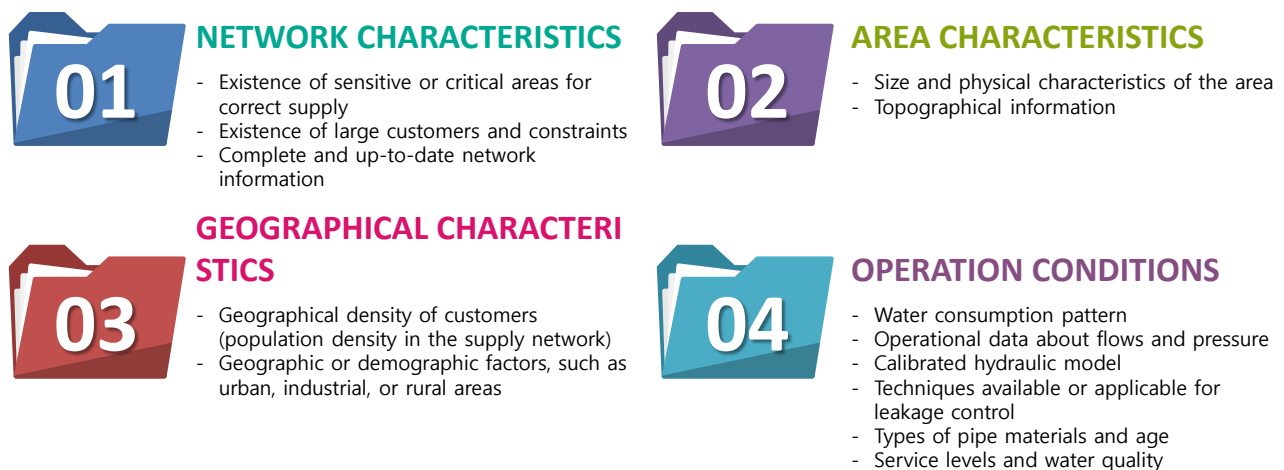 01
NETWORK CHARACTERISTICS
- Existence of sensitive or critical areas for
correct supply
- Existence of large customers and constraints
- Complete and up-to-date network
information
02
AREA CHARACTERISTICS
- Size and physical characteristics of the area
- Topographical information
03
GEOGRAPHICAL CHARACTERI
STICS
- Geographical density of customers
(population density in the supply network)
- Geographic or demographic factors, such as
urban, industrial, or rural areas
04
OPERATION CONDITIONS
- Water consumption pattern
- Operational data about flows and pressure
- Calibrated hydraulic model
- Techniques available or applicable for
leakage control
- Types of pipe materials and age
- Service levels and water quality